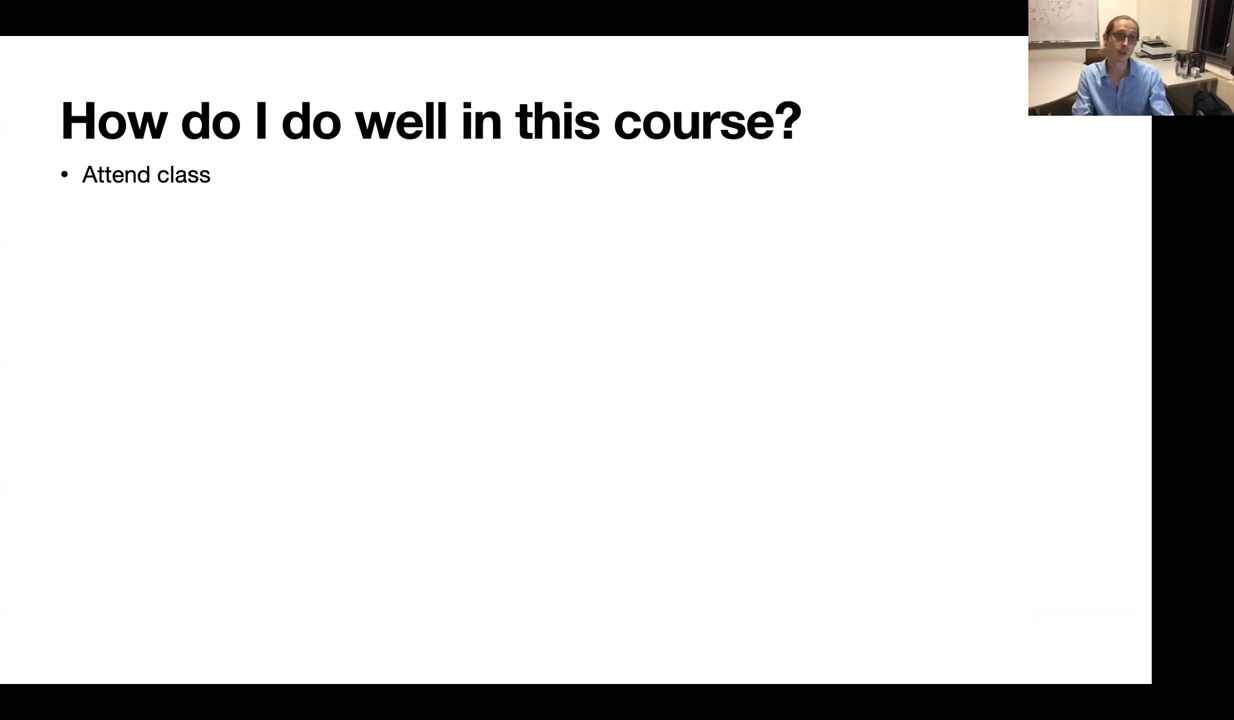 How do I do well in this course?
• Attend class